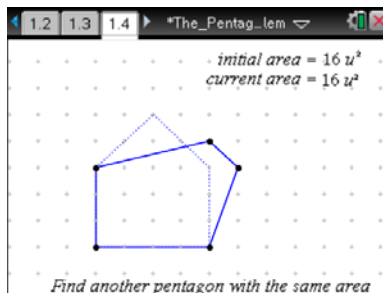 1.2 1.3 1.4 *The_Pentag...lem
initial area = 16 u²
current area = 16 u²
Find another pentagon with the same area